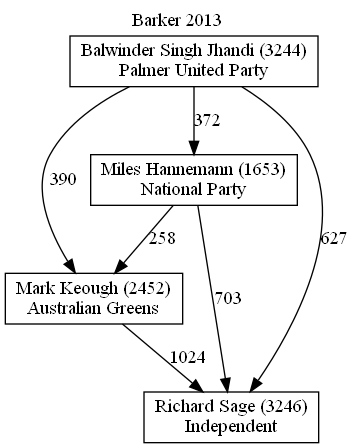 Barker 2013
Balwinder Singh Jhandi (3244)
Palmer United Party
372
Miles Hannemann (1653)
National Party
390
258
627
703
Mark Keough (2452)
Australian Greens
1024
Richard Sage (3246)
Independent